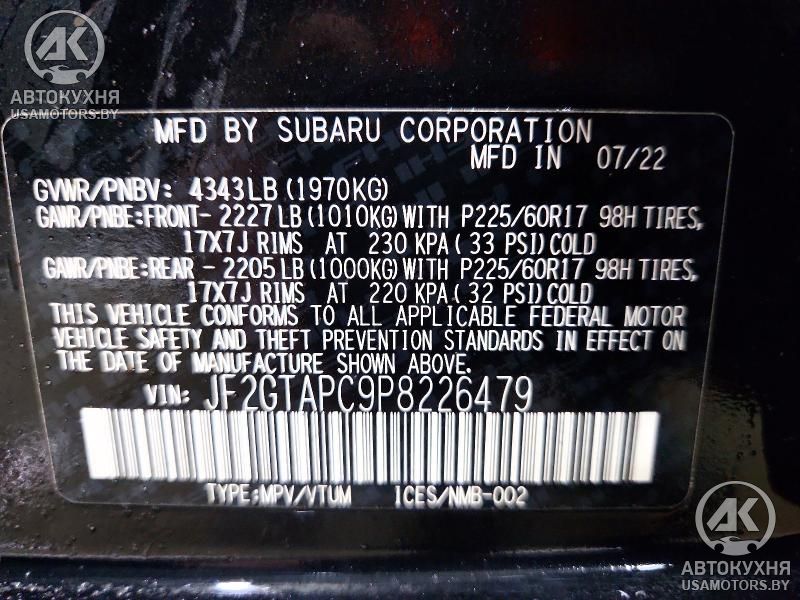 АК
АВТОКУХНЯ
USAMOTORS.BY
MFD BY SUBARU CORPORATION
MFD IN 07/22
GVWR/PNBV: 4343LB (1970KG)
GAWR/PNBE:FRONT- 2227LB (1010KG)WITH P225/60R17 98H TIRES,
17X7J RIMS AT 230 KPA( 33 PSI)COLD
GAWR/PNBE:REAR - 2205LB(1000KG)WITH P225/60R17 98H TIRES,
17X7J RIMS AT 220 KPA( 32 PSI)COLD
THIS VEHICLE CONFORMS TO ALL APPLICABLE FEDERAL MOTOR
VEHICLE SAFETY AND THEFT PREVENTION STANDARDS IN EFFECT ON
THE DATE OF MANUFACTURE SHOWN ABOVE.
VIN: JF2GTAPC9P8226479
TYPE:MPV/VTUM ICES/NMB-002
АК
АВТОКУХНЯ
USAMOTORS.BY